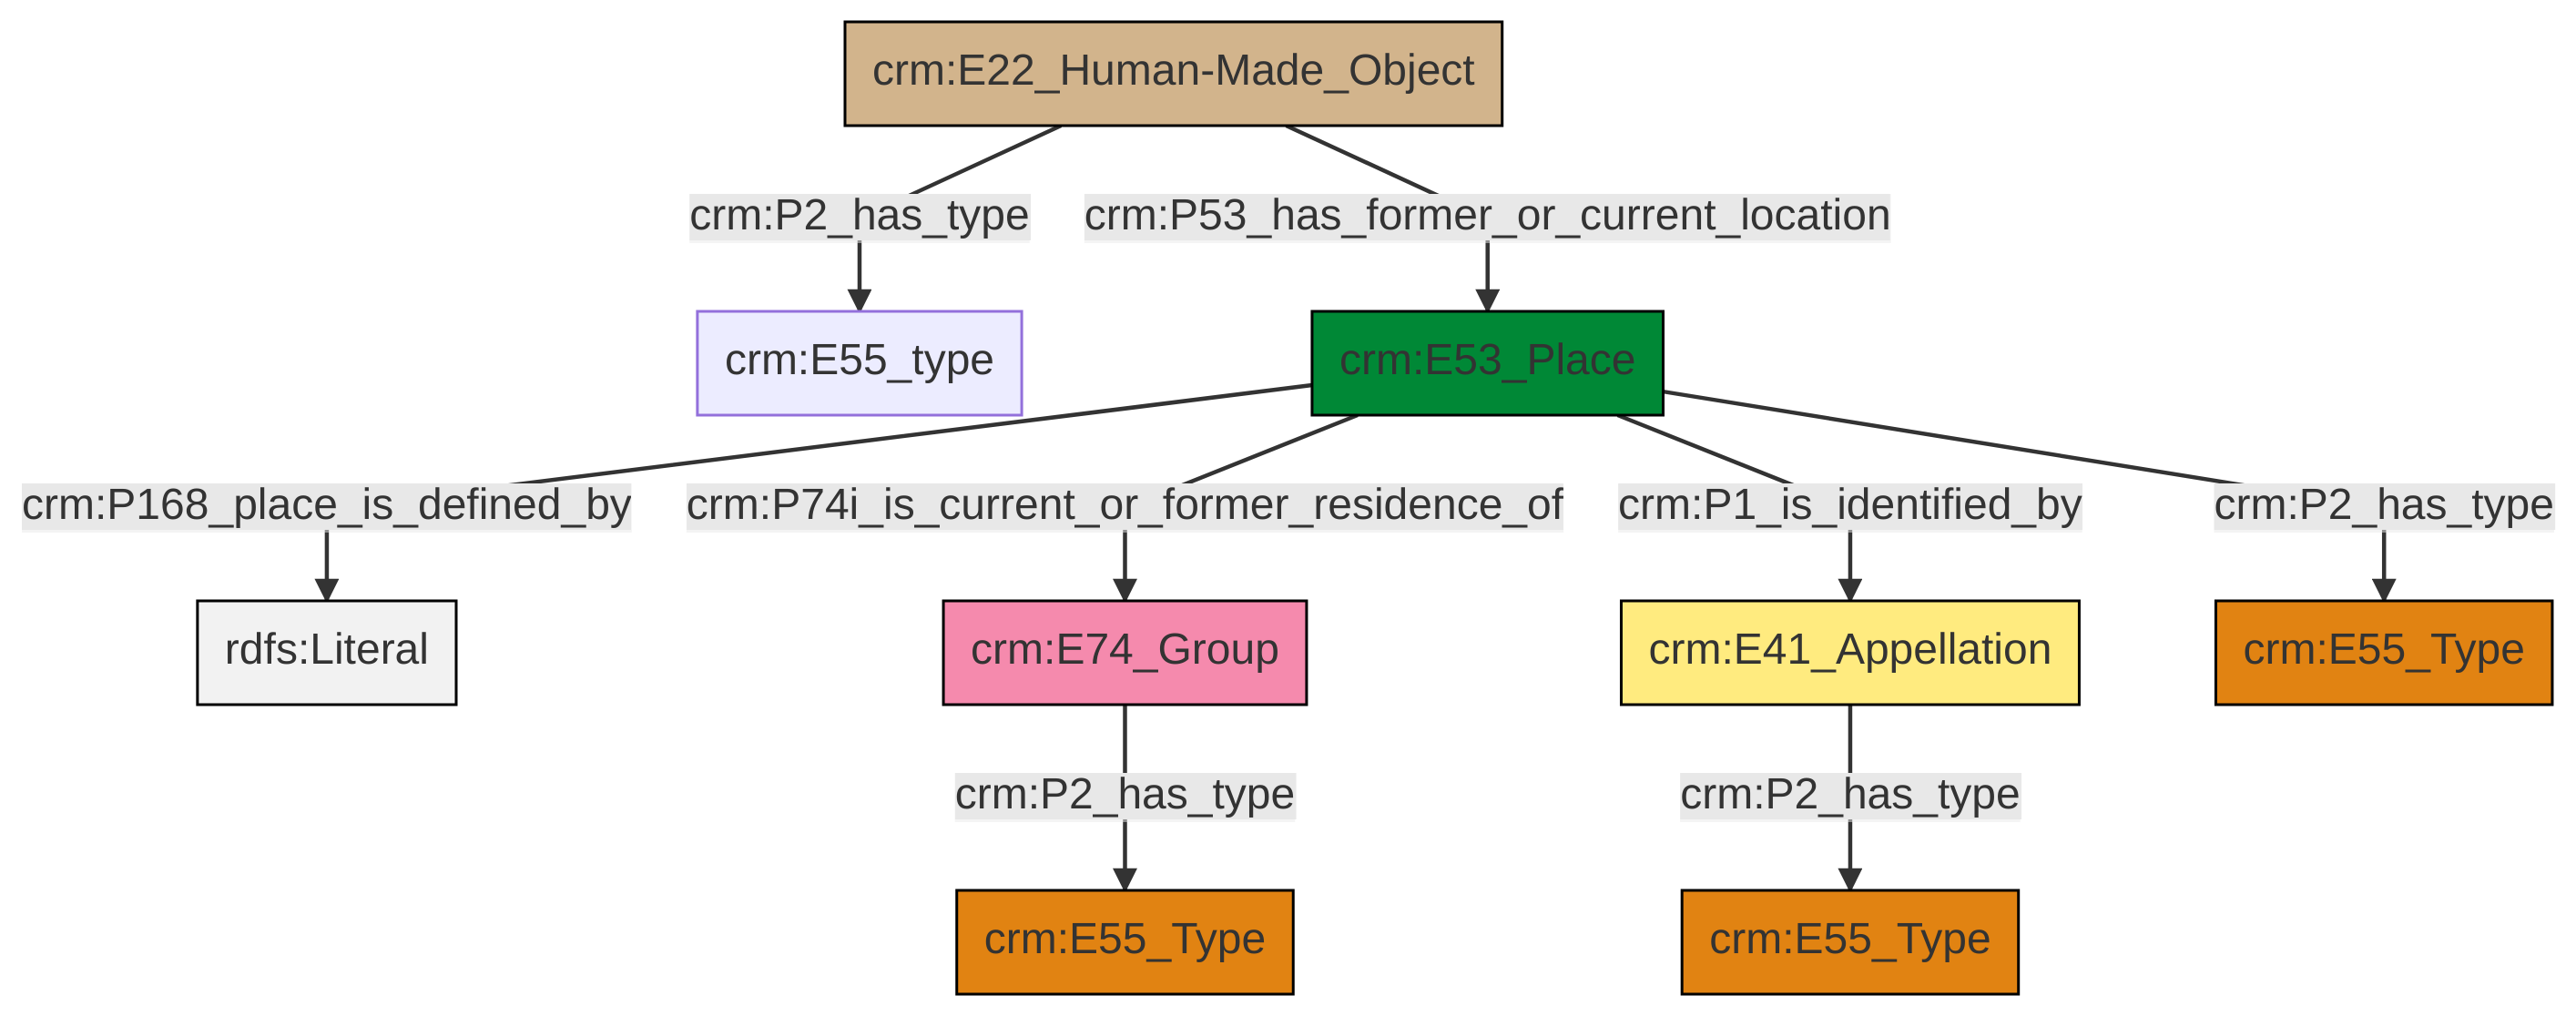 crm:E22_Human-Made_Object
crm:P2_has_type
crm:P53_has_former_or_current_location
crm:E55_type
crm:E53_Place
crm:P168_place_is_defined_by
crm:P74i_is_current_or_former_residence_of
crm:P1_is_identified_by
crm:P2_has_type
rdfs:Literal
crm:E74_Group
crm:E41_Appellation
crm:E55_Type
crm:P2_has_type
crm:P2_has_type
crm:E55_Type
crm:E55_Type